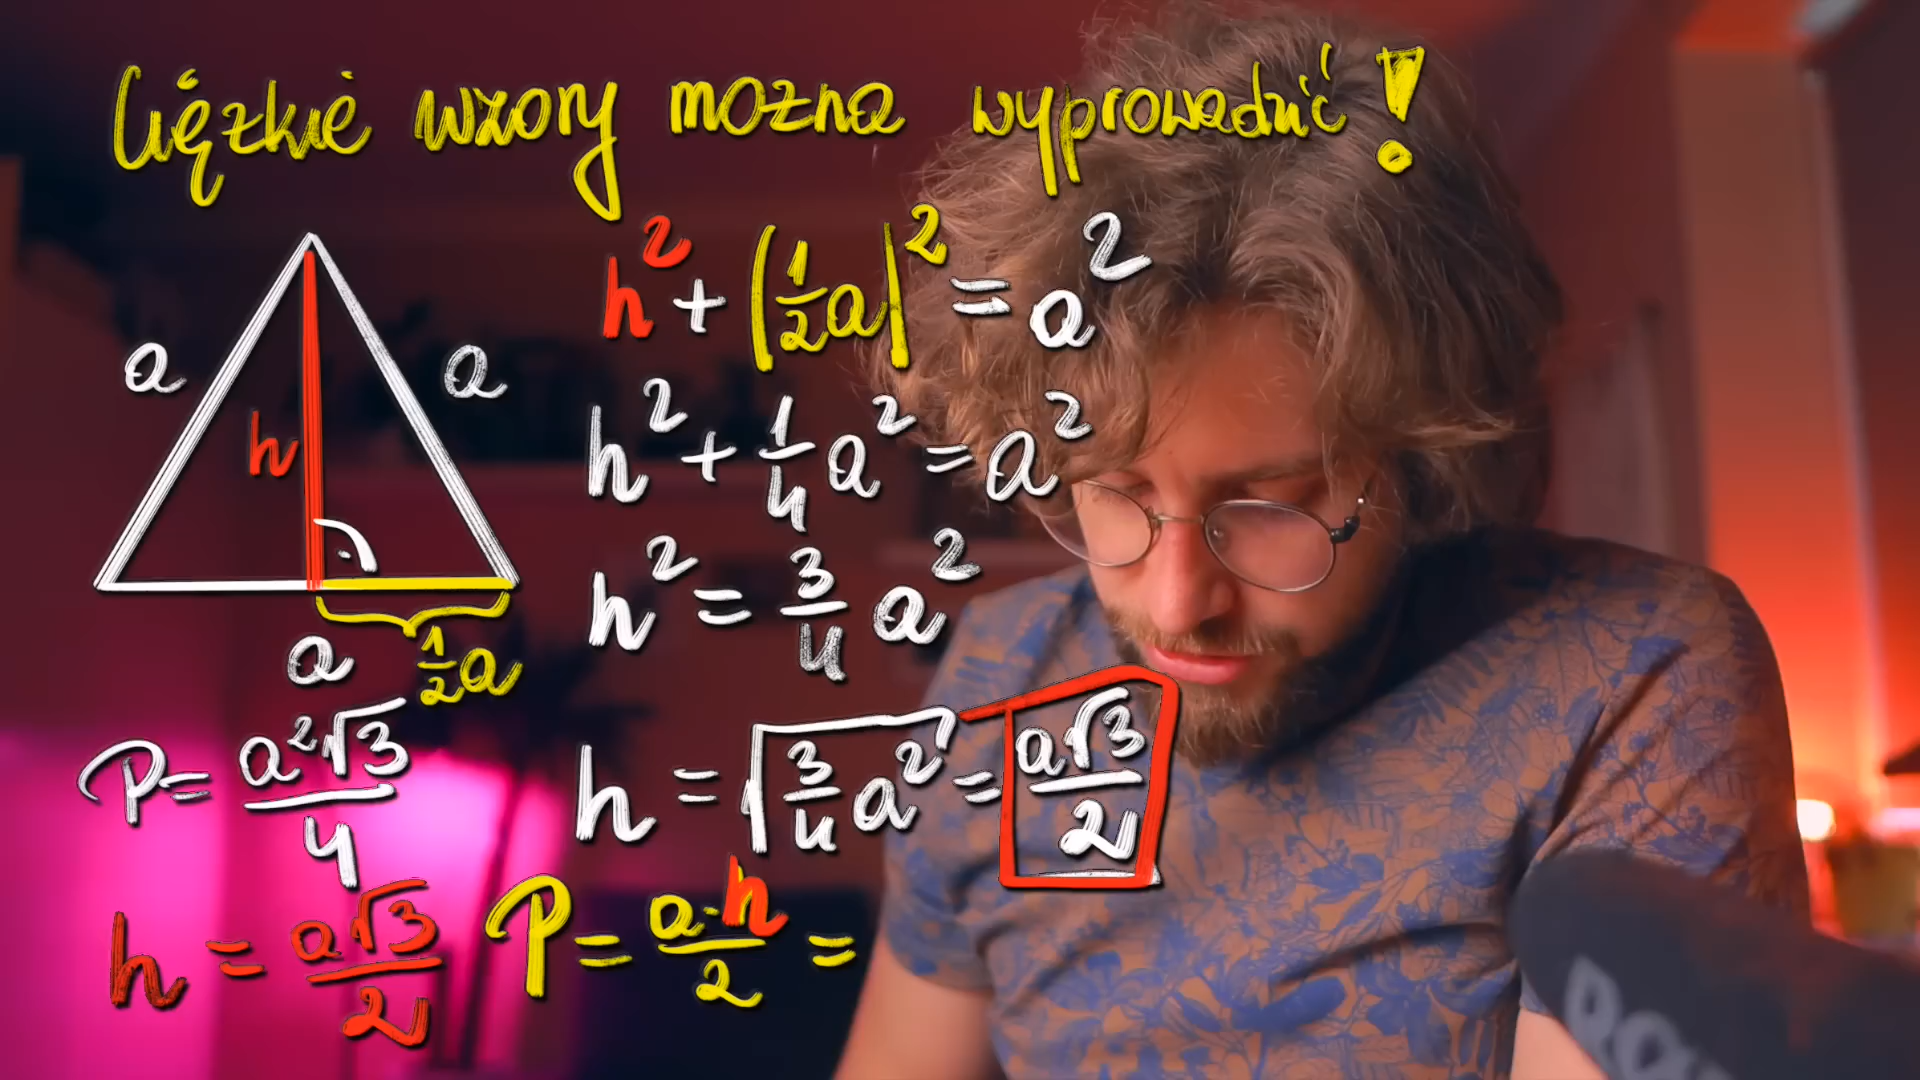 Ciężkie wzory można wyprowadzić!
a
a
h
a
½a
h² + (½a)² = a²
h² + ¼a² = a²
h² = ¾a²
h = √(¾a²) = a√3/2
P = a²√3/4
h = a√3/2
P = a·h/2 =